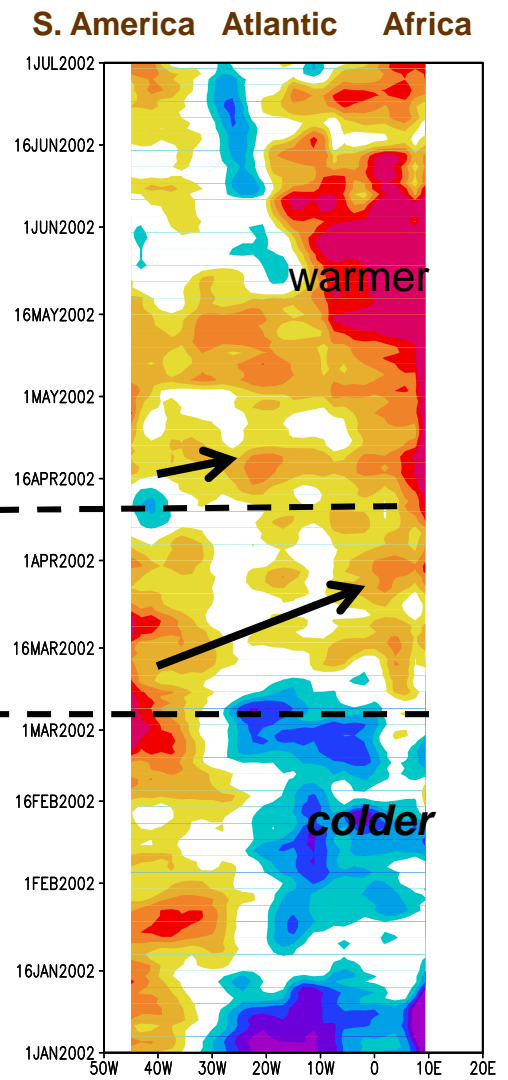 S. America Atlantic Africa
1JUL2002
16JUN2002
1JUN2002
warmer
16MAY2002
1MAY2002
16APR2002
1APR2002
16MAR2002
1MAR2002
16FEB2002
colder
1FEB2002
16JAN2002
1JAN2002
50W 40W 30W 20W 10W 0 10E 20E